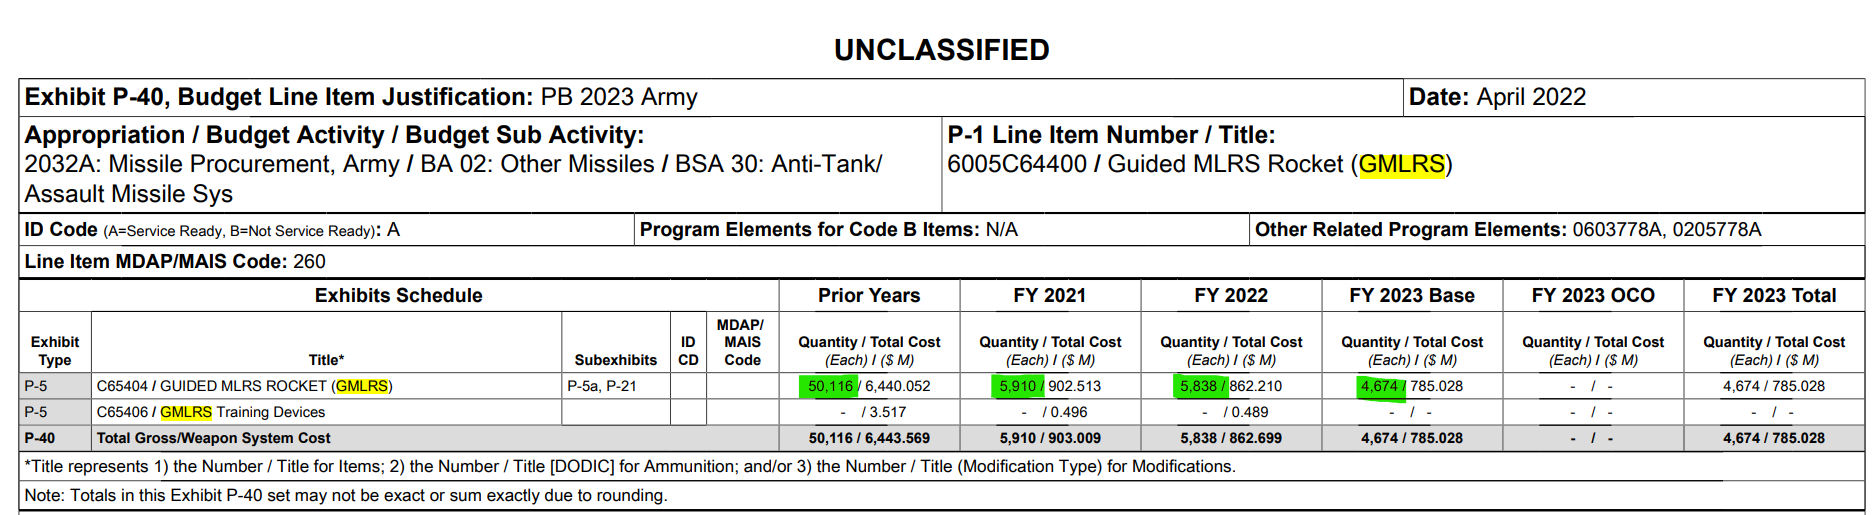 UNCLASSIFIED
Exhibit P-40, Budget Line Item Justification: PB 2023 Army
Date: April 2022
Appropriation / Budget Activity / Budget Sub Activity:
2032A: Missile Procurement, Army / BA 02: Other Missiles / BSA 30: Anti-Tank/
Assault Missile Sys
P-1 Line Item Number / Title:
6005C64400 / Guided MLRS Rocket (GMLRS)
ID Code (A=Service Ready, B=Not Service Ready): A
Program Elements for Code B Items: N/A
Other Related Program Elements: 0603778A, 0205778A
Line Item MDAP/MAIS Code: 260
Exhibits Schedule Prior Years FY 2021 FY 2022 FY 2023 Base FY 2023 OCO FY 2023 Total
Exhibit Type Title* Subexhibits ID CD MDAP/ MAIS Code Quantity / Total Cost (Each) / ($ M) Quantity / Total Cost (Each) / ($ M) Quantity / Total Cost (Each) / ($ M) Quantity / Total Cost (Each) / ($ M) Quantity / Total Cost (Each) / ($ M) Quantity / Total Cost (Each) / ($ M)
P-5 C65404 / GUIDED MLRS ROCKET (GMLRS) P-5a, P-21 50,116 / 6,440.052 5,910 / 902.513 5,838 / 862.210 4,674 / 785.028 - / - 4,674 / 785.028
P-5 C65406 / GMLRS Training Devices - / 3.517 - / 0.496 - / 0.489 - / - - / - - / -
P-40 Total Gross/Weapon System Cost 50,116 / 6,443.569 5,910 / 903.009 5,838 / 862.699 4,674 / 785.028 - / - 4,674 / 785.028
*Title represents 1) the Number / Title for Items; 2) the Number / Title [DODIC] for Ammunition; and/or 3) the Number / Title (Modification Type) for Modifications.
Note: Totals in this Exhibit P-40 set may not be exact or sum exactly due to rounding.